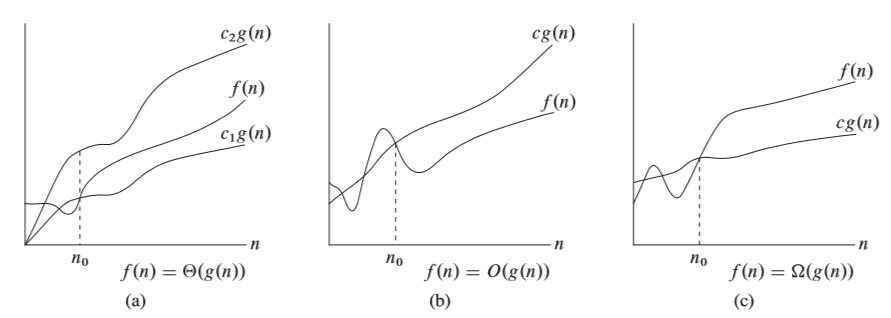 c₂g(n)
f(n)
c₁g(n)
n
n₀
f(n) = Θ(g(n))
(a)
cg(n)
f(n)
n
n₀
f(n) = O(g(n))
(b)
f(n)
cg(n)
n
n₀
f(n) = Ω(g(n))
(c)